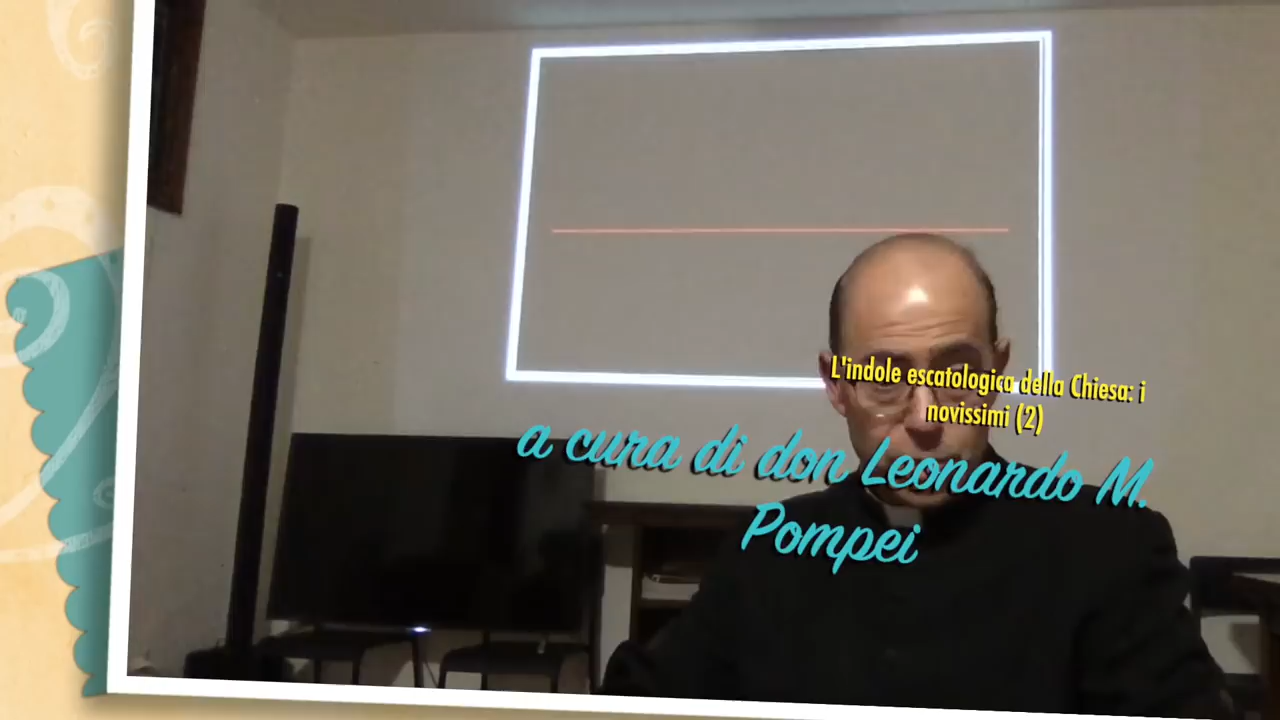 L'indole escatologica della Chiesa: i
novissimi (2)
a cura di don Leonardo M.
Pompei